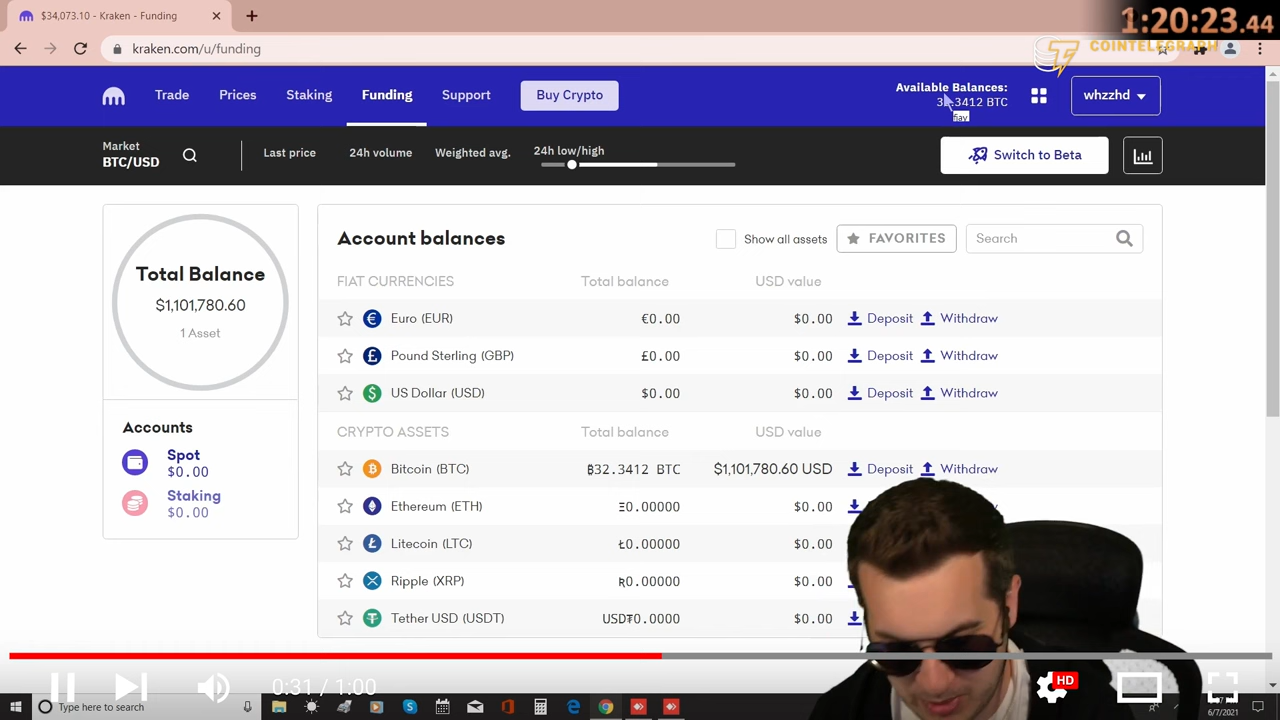 $34,073.10 - Kraken - Funding
1:20:23.44
kraken.com/u/funding
COINTELEGRAPH
Trade Prices Staking Funding Support Buy Crypto
Available Balances:
32.3412 BTC
whzzhd
Market
BTC/USD
Last price 24h volume Weighted avg. 24h low/high
Switch to Beta
Total Balance
$1,101,780.60
1 Asset
Accounts
Spot
$0.00
Staking
$0.00
Account balances
Show all assets FAVORITES Search
FIAT CURRENCIES Total balance USD value
Euro (EUR) €0.00 $0.00 Deposit Withdraw
Pound Sterling (GBP) £0.00 $0.00 Deposit Withdraw
US Dollar (USD) $0.00 $0.00 Deposit Withdraw
CRYPTO ASSETS Total balance USD value
Bitcoin (BTC) ₿32.3412 BTC $1,101,780.60 USD Deposit Withdraw
Ethereum (ETH) Ξ0.00000 $0.00
Litecoin (LTC) Ł0.00000 $0.00
Ripple (XRP) Ʀ0.00000 $0.00
Tether USD (USDT) USD₮0.0000 $0.00
0:31 / 1:00
HD
Type here to search
6/7/2021